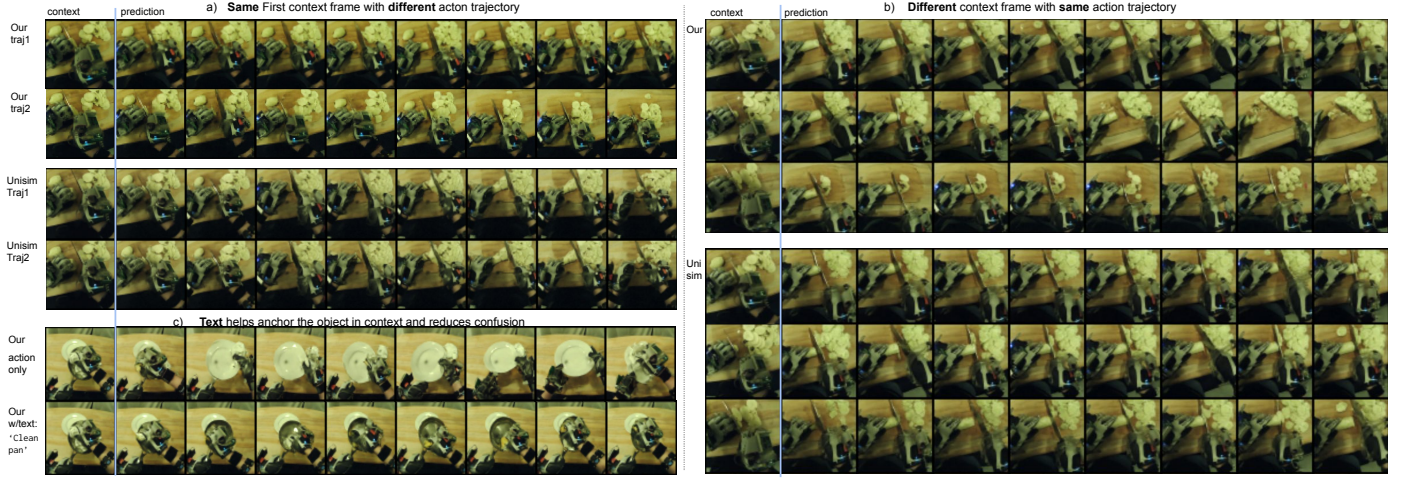 a) Same First context frame with different acton trajectory
context prediction
Our
traj1
Our
traj2
Unisim
Traj1
Unisim
Traj2
c) Text helps anchor the object in context and reduces confusion
Our
action
only
Our
w/text:
‘Clean
pan’
b) Different context frame with same action trajectory
context prediction
Our
Uni
sim